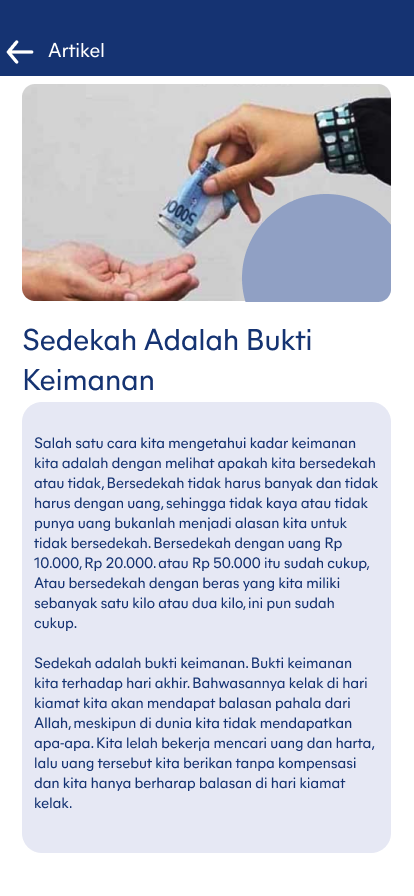 Artikel
50000
Sedekah Adalah Bukti
Keimanan
Salah satu cara kita mengetahui kadar keimanan
kita adalah dengan melihat apakah kita bersedekah
atau tidak, Bersedekah tidak harus banyak dan tidak
harus dengan uang, sehingga tidak kaya atau tidak
punya uang bukanlah menjadi alasan kita untuk
tidak bersedekah. Bersedekah dengan uang Rp
10.000, Rp 20.000. atau Rp 50.000 itu sudah cukup,
Atau bersedekah dengan beras yang kita miliki
sebanyak satu kilo atau dua kilo, ini pun sudah
cukup.
Sedekah adalah bukti keimanan. Bukti keimanan
kita terhadap hari akhir. Bahwasannya kelak di hari
kiamat kita akan mendapat balasan pahala dari
Allah, meskipun di dunia kita tidak mendapatkan
apa-apa. Kita lelah bekerja mencari uang dan harta,
lalu uang tersebut kita berikan tanpa kompensasi
dan kita hanya berharap balasan di hari kiamat
kelak.